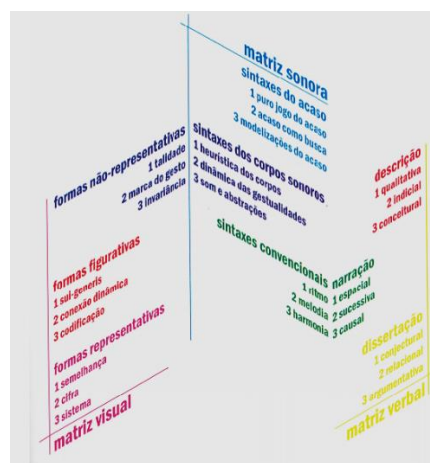 matriz sonora
sintaxes do acaso
1 puro jogo do acaso
2 acaso como busca
3 modelizações do acaso
sintaxes dos corpos sonores
1 heurística dos corpos
2 dinâmica das gestualidades
3 som e abstrações
sintaxes convencionais
1 ritmo
2 melodia
3 harmonia
formas não-representativas
1 talidade
2 marca de gesto
3 invariância
formas figurativas
1 sui-generis
2 conexão dinâmica
3 codificação
formas representativas
1 semelhança
2 cifra
3 sistema
matriz visual
descrição
1 qualitativa
2 indicial
3 conceitural
narração
1 espacial
2 sucessiva
3 causal
dissertação
1 conjectural
2 relacional
3 argumentativa
matriz verbal